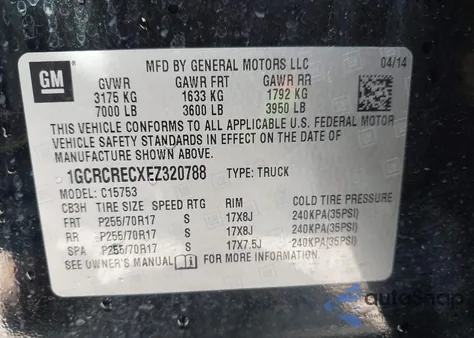 GM
MFD BY GENERAL MOTORS LLC 04/14
GVWR GAWR FRT GAWR RR
3175 KG 1633 KG 1792 KG
7000 LB 3600 LB 3950 LB
THIS VEHICLE CONFORMS TO ALL APPLICABLE U.S. FEDERAL MOTOR
VEHICLE SAFETY STANDARDS IN EFFECT ON THE DATE OF
MANUFACTURE SHOWN ABOVE.
1GCRCRECXEZ320788 TYPE: TRUCK
MODEL: C15753
CB3H TIRE SIZE SPEED RTG RIM COLD TIRE PRESSURE
FRT P255/70R17 S 17X8J 240KPA(35PSI)
RR P255/70R17 S 17X8J 240KPA(35PSI)
SPA P255/70R17 S 17X7.5J 240KPA(35PSI)
SEE OWNER'S MANUAL FOR MORE INFORMATION.
autoSnap